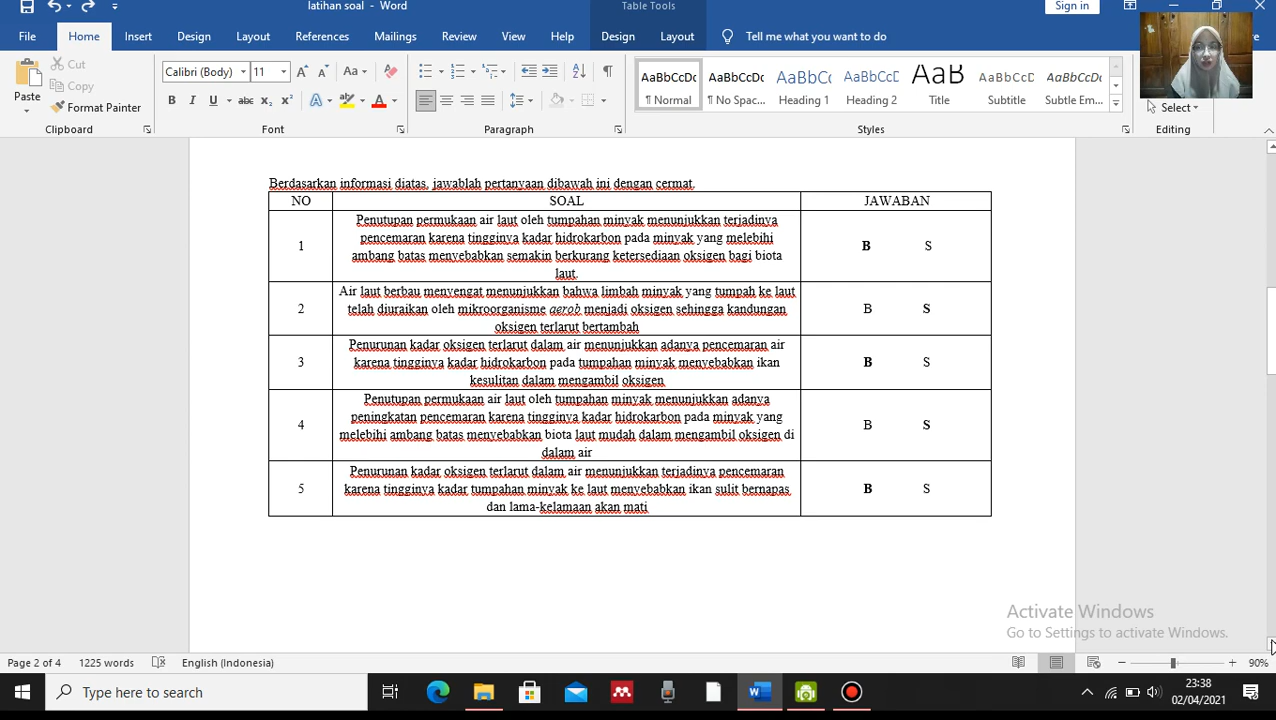 latihan soal - Word
Table Tools
Sign in
File Home Insert Design Layout References Mailings Review View Help Design Layout Tell me what you want to do
Paste
Cut
Copy
Format Painter
Clipboard
Calibri (Body) 11
Font
Paragraph
AaBbCcDc AaBbCcDc AaBbCc AaBbCcD AaB AaBbCcD AaBbCcDc
¶ Normal ¶ No Spac... Heading 1 Heading 2 Title Subtitle Subtle Em...
Styles
Select
Editing
Berdasarkan informasi diatas, jawablah pertanyaan dibawah ini dengan cermat.
NO SOAL JAWABAN
1 Penutupan permukaan air laut oleh tumpahan minyak menunjukkan terjadinya
pencemaran karena tingginya kadar hidrokarbon pada minyak yang melebihi
ambang batas menyebabkan semakin berkurang ketersediaan oksigen bagi biota
laut.
B S
2 Air laut berbau menyengat menunjukkan bahwa limbah minyak yang tumpah ke laut
telah diuraikan oleh mikroorganisme aerob menjadi oksigen sehingga kandungan
oksigen terlarut bertambah
B S
3 Penurunan kadar oksigen terlarut dalam air menunjukkan adanya pencemaran air
karena tingginya kadar hidrokarbon pada tumpahan minyak menyebabkan ikan
kesulitan dalam mengambil oksigen
B S
4 Penutupan permukaan air laut oleh tumpahan minyak menunjukkan adanya
peningkatan pencemaran karena tingginya kadar hidrokarbon pada minyak yang
melebihi ambang batas menyebabkan biota laut mudah dalam mengambil oksigen di
dalam air
B S
5 Penurunan kadar oksigen terlarut dalam air menunjukkan terjadinya pencemaran
karena tingginya kadar tumpahan minyak ke laut menyebabkan ikan sulit bernapas
dan lama-kelamaan akan mati
B S
Activate Windows
Go to Settings to activate Windows.
Page 2 of 4 1225 words English (Indonesia) 90%
Type here to search
23:38
02/04/2021